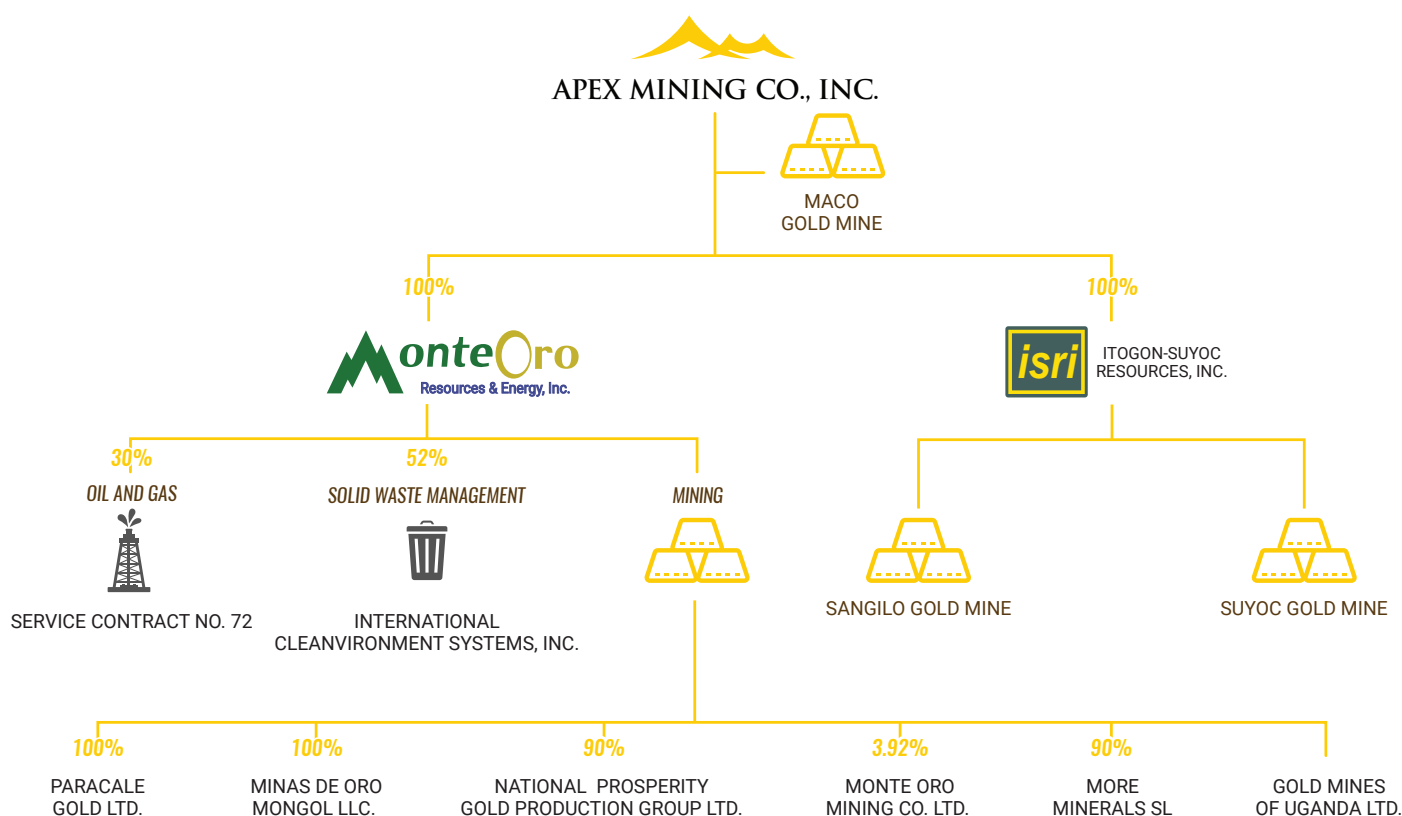 APEX MINING CO., INC.
MACO
GOLD MINE
100%
100%
MonteOro
Resources & Energy, Inc.
isri
ITOGON-SUYOC
RESOURCES, INC.
30%
52%
OIL AND GAS
SOLID WASTE MANAGEMENT
MINING
SERVICE CONTRACT NO. 72
INTERNATIONAL
CLEANVIRONMENT SYSTEMS, INC.
SANGILO GOLD MINE
SUYOC GOLD MINE
100%
100%
90%
3.92%
90%
PARACALE
GOLD LTD.
MINAS DE ORO
MONGOL LLC.
NATIONAL PROSPERITY
GOLD PRODUCTION GROUP LTD.
MONTE ORO
MINING CO. LTD.
MORE
MINERALS SL
GOLD MINES
OF UGANDA LTD.